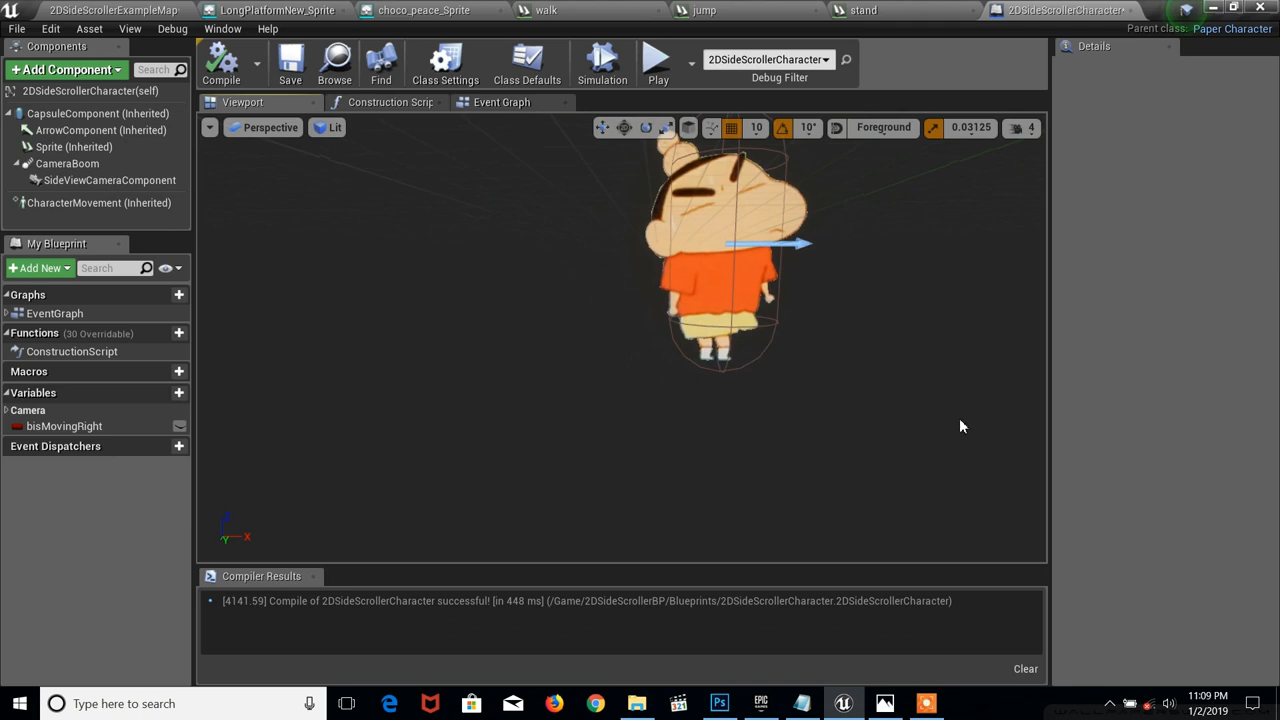 2DSideScrollerExampleMap
LongPlatformNew_Sprite
choco_peace_Sprite
walk
jump
stand
2DSideScrollerCharacter*
File Edit Asset View Debug Window Help
Parent class: Paper Character
Components
+ Add Component
Search
2DSideScrollerCharacter(self)
CapsuleComponent (Inherited)
ArrowComponent (Inherited)
Sprite (Inherited)
CameraBoom
SideViewCameraComponent
CharacterMovement (Inherited)
My Blueprint
+ Add New
Search
Graphs
EventGraph
Functions (30 Overridable)
ConstructionScript
Macros
Variables
Camera
bisMovingRight
Event Dispatchers
Compile
Save
Browse
Find
Class Settings
Class Defaults
Simulation
Play
2DSideScrollerCharacter
Debug Filter
Viewport
Construction Scrip
Event Graph
Perspective
Lit
10
10°
Foreground
0.03125
4
Z
X
Y
Compiler Results
[4141.59] Compile of 2DSideScrollerCharacter successful! [in 448 ms] (/Game/2DSideScrollerBP/Blueprints/2DSideScrollerCharacter.2DSideScrollerCharacter)
Clear
Details
Type here to search
321
Ps
EPIC
GAMES
11:09 PM
1/2/2019